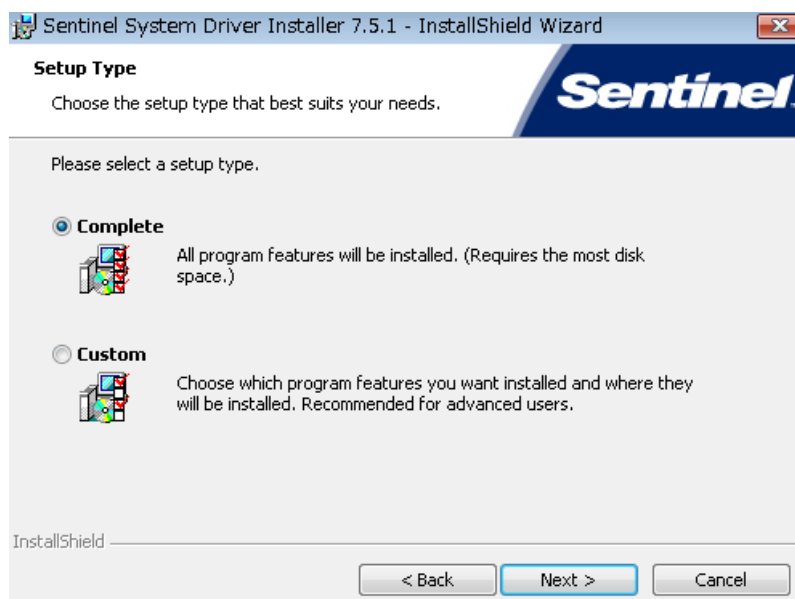 Sentinel System Driver Installer 7.5.1 - InstallShield Wizard
Setup Type
Choose the setup type that best suits your needs.
Sentinel
Please select a setup type.
Complete
All program features will be installed. (Requires the most disk
space.)
Custom
Choose which program features you want installed and where they
will be installed. Recommended for advanced users.
InstallShield
< Back
Next >
Cancel